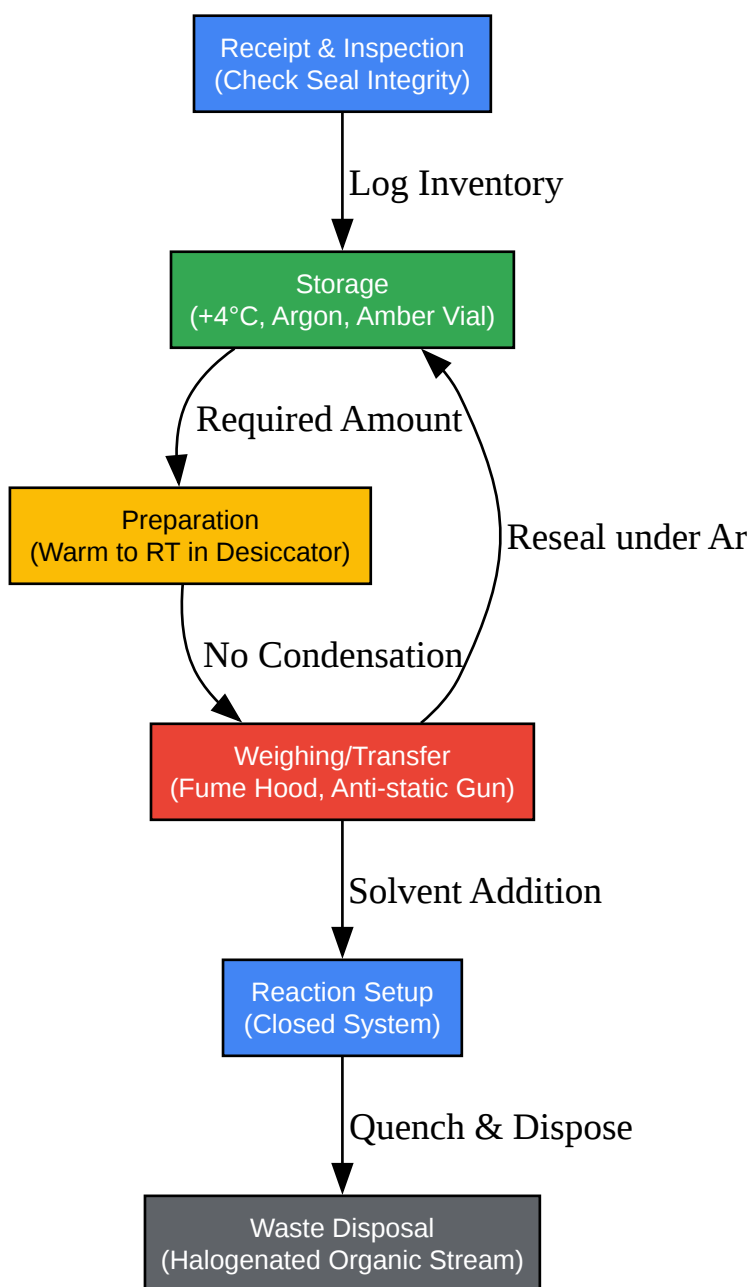 Receipt & Inspection
(Check Seal Integrity)
Log Inventory
Storage
(+4°C, Argon, Amber Vial)
Required Amount
Preparation
(Warm to RT in Desiccator)
Reseal under Ar
No Condensation
Weighing/Transfer
(Fume Hood, Anti-static Gun)
Solvent Addition
Reaction Setup
(Closed System)
Quench & Dispose
Waste Disposal
(Halogenated Organic Stream)